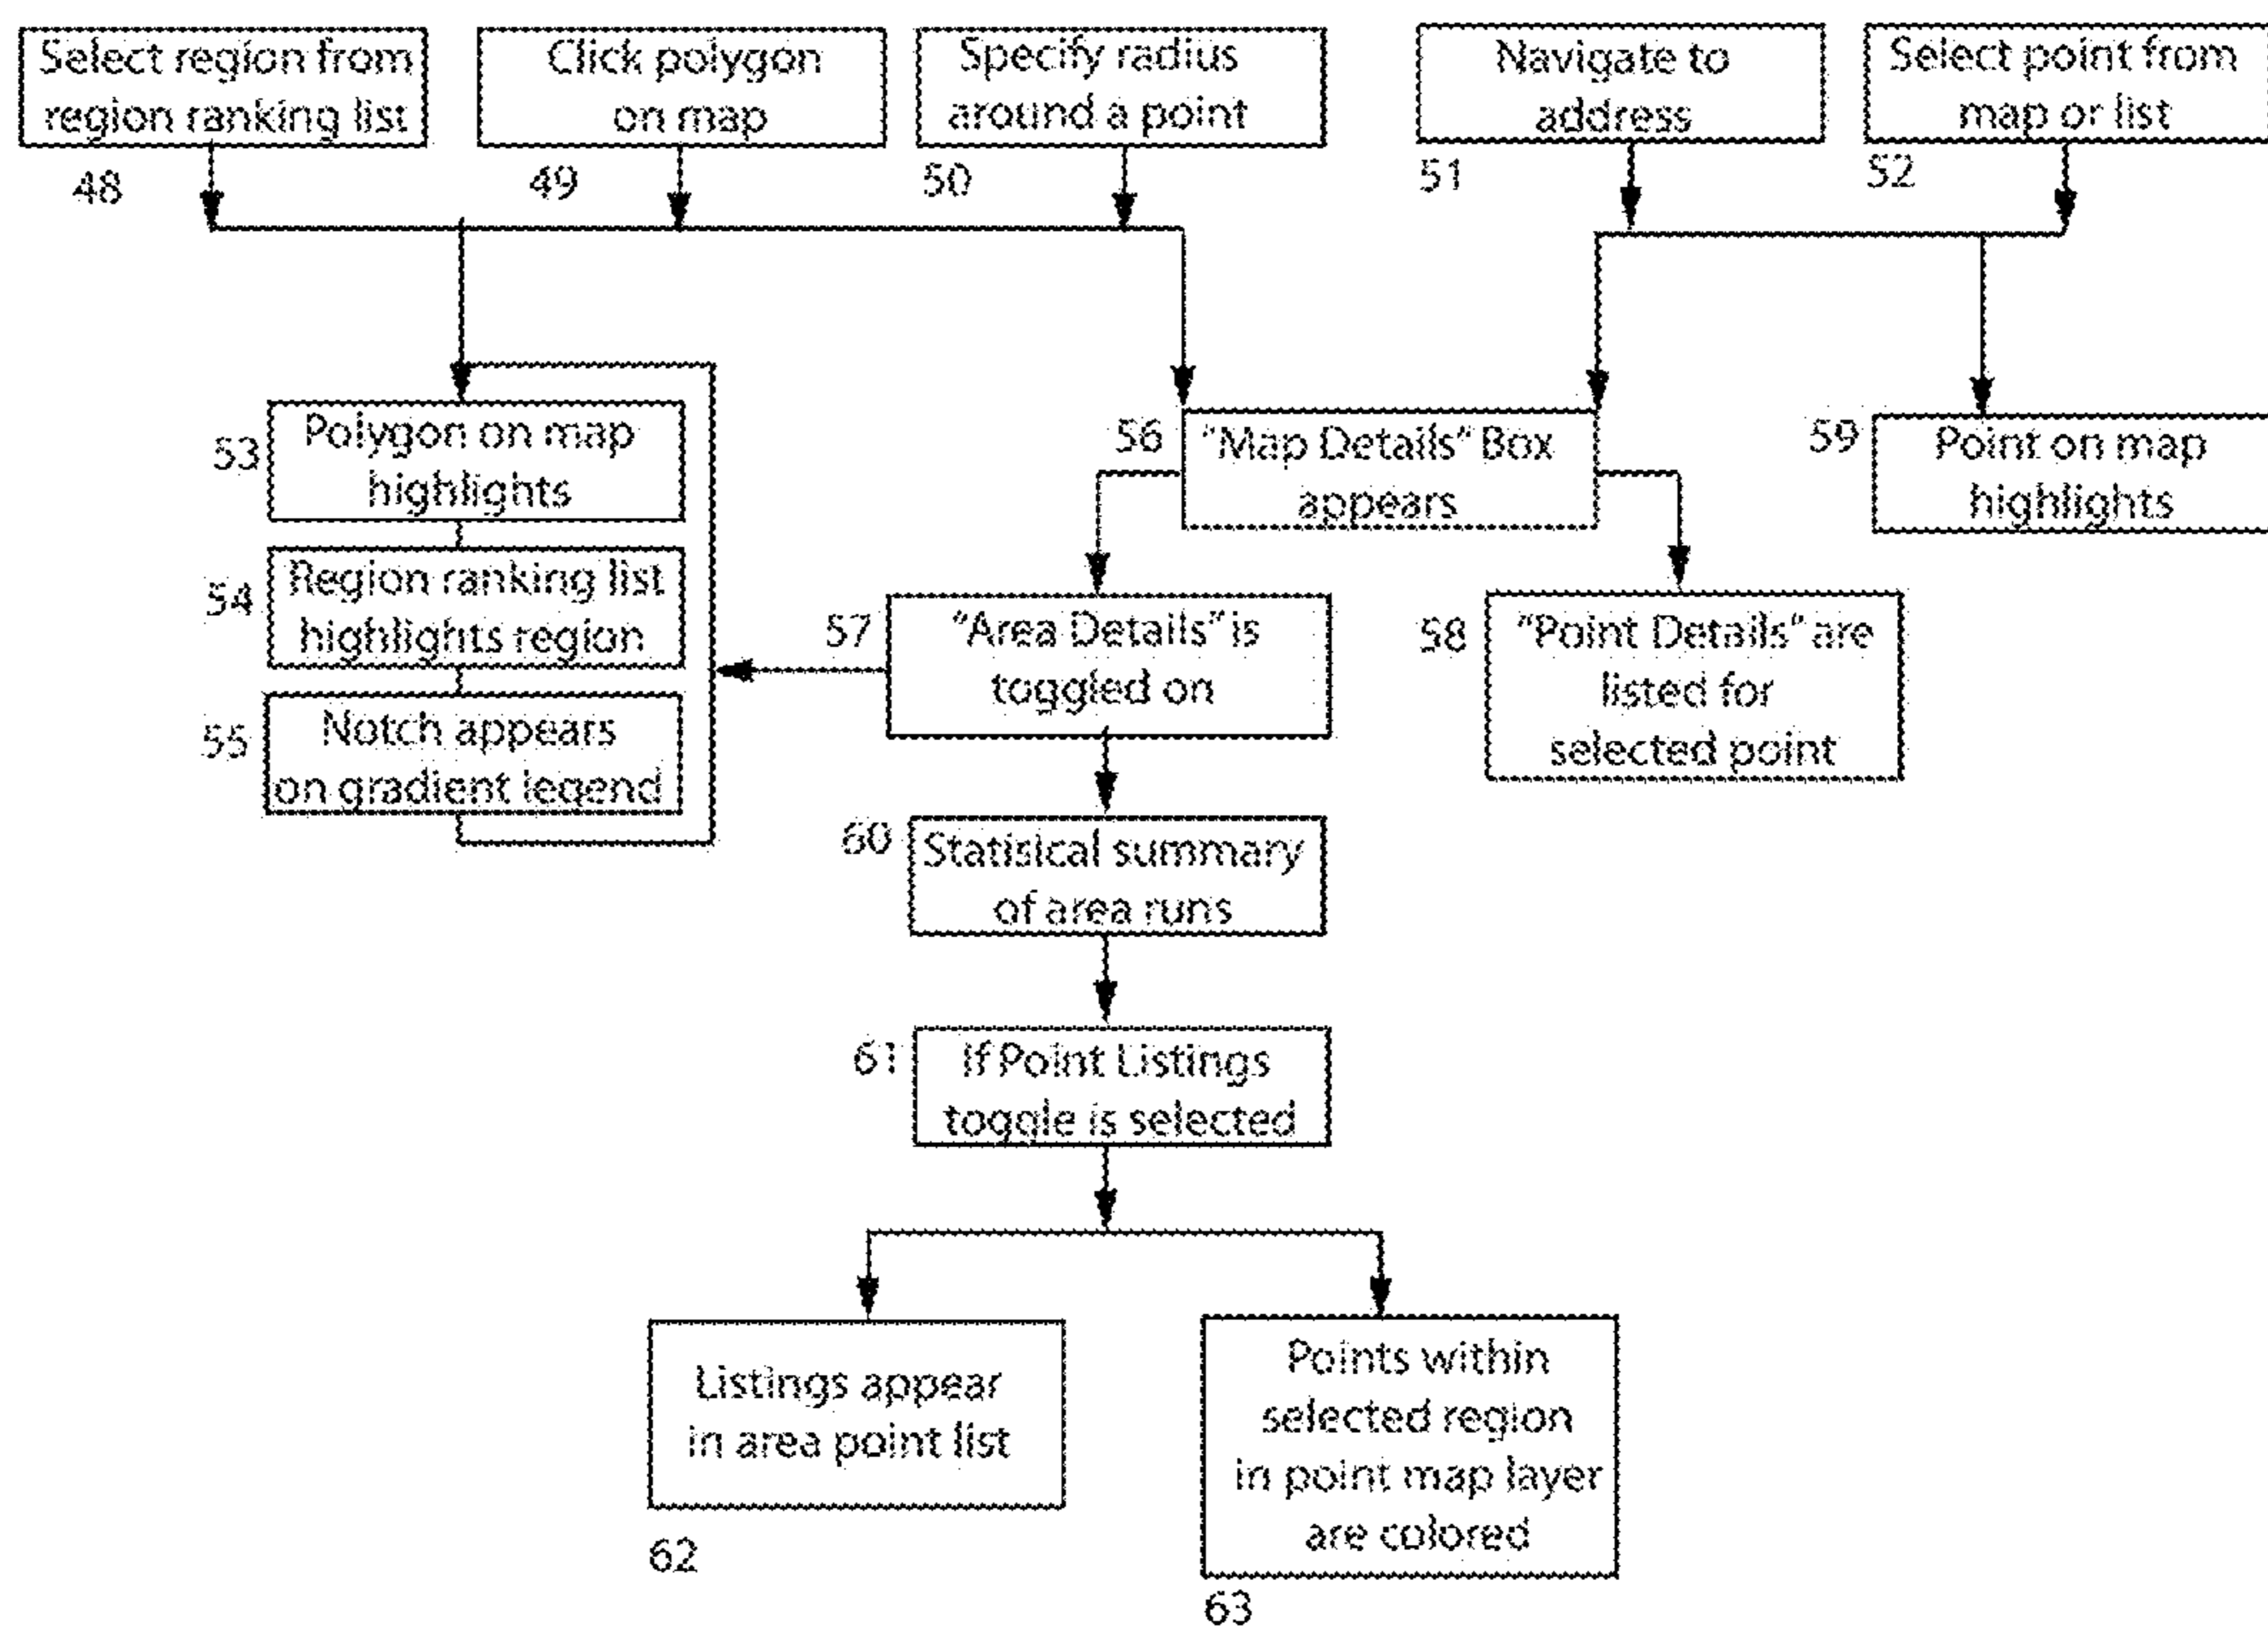 Select region from
region ranking list
48
Click polygon
on map
49
Specify radius
around a point
50
Navigate to
address
51
Select point from
map or list
52
53
Polygon on map
highlights
54
Region ranking list
highlights region
55
Notch appears
on gradient legend
56
"Map Details" Box
appears
59
Point on map
highlights
57
"Area Details" is
toggled on
58
"Point Details" are
listed for
selected point
60
Statisical summary
of area runs
61
If Point Listings
toggle is selected
Listings appear
in area point list
62
Points within
selected region
in point map layer
are colored
63